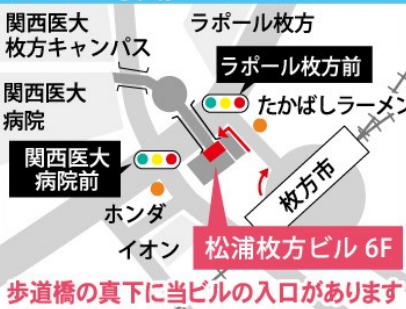 関西医大
枚方キャンパス
ラポール枚方
ラポール枚方前
関西医大
病院
たかばしラーメン
関西医大
病院前
枚方市
ホンダ
イオン
松浦枚方ビル 6F
歩道橋の真下に当ビルの入口があります